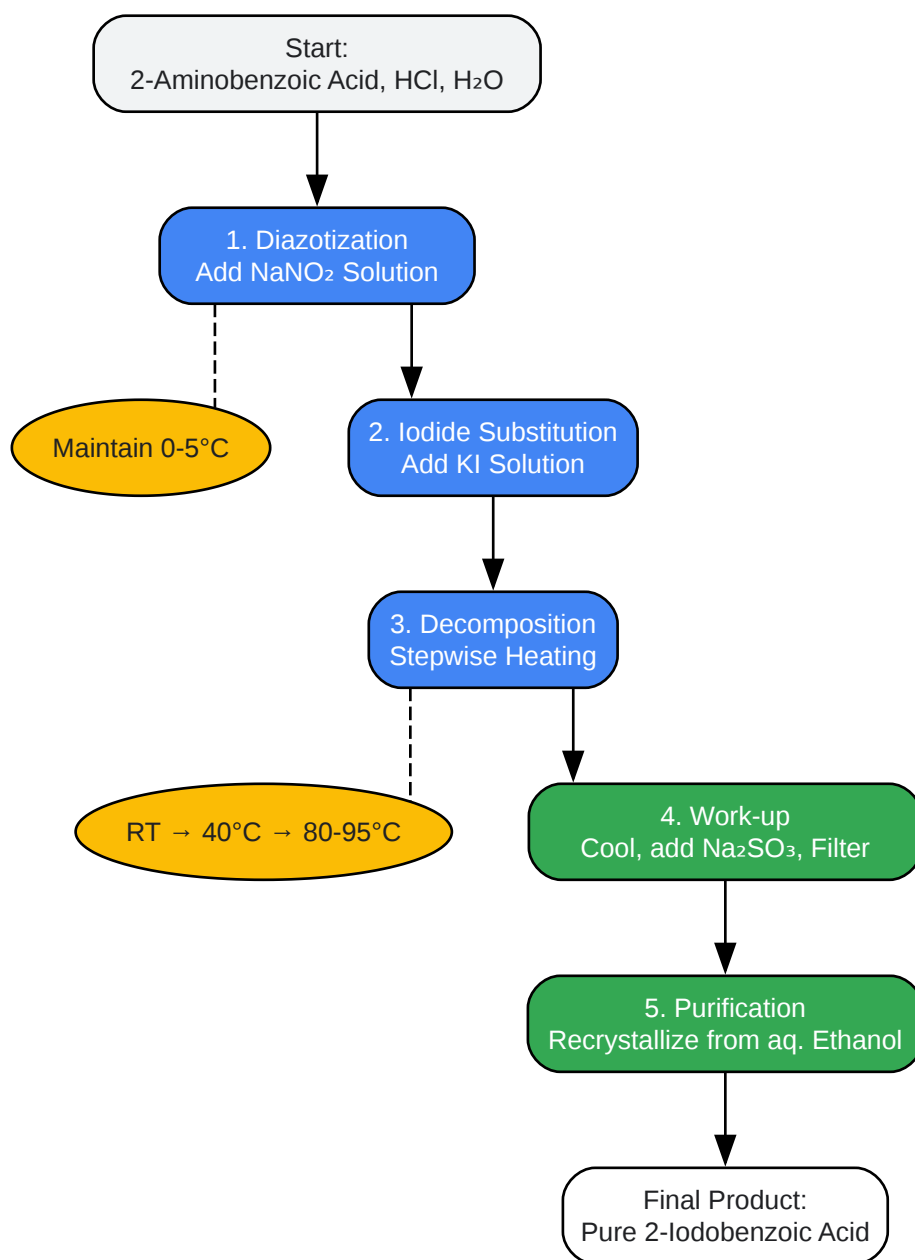 Start:
2-Aminobenzoic Acid, HCl, H₂O
1. Diazotization
Add NaNO₂ Solution
Maintain 0-5°C
2. Iodide Substitution
Add KI Solution
3. Decomposition
Stepwise Heating
RT → 40°C → 80-95°C
4. Work-up
Cool, add Na₂SO₃, Filter
5. Purification
Recrystallize from aq. Ethanol
Final Product:
Pure 2-Iodobenzoic Acid